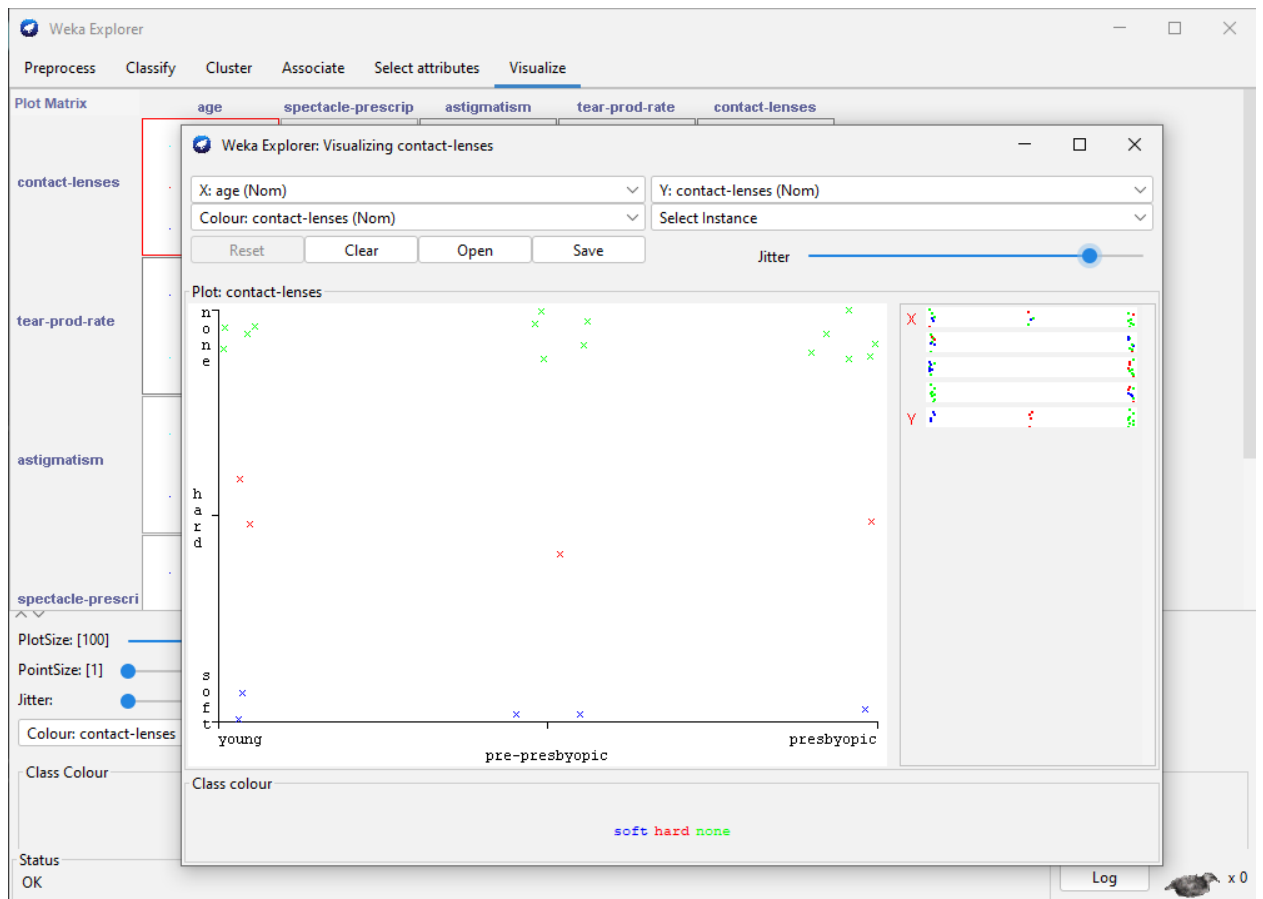 Weka Explorer
Preprocess Classify Cluster Associate Select attributes Visualize
Plot Matrix age spectacle-prescrip astigmatism tear-prod-rate contact-lenses
contact-lenses
tear-prod-rate
astigmatism
spectacle-prescri
PlotSize: [100]
PointSize: [1]
Jitter:
Colour: contact-lenses
Class Colour
Status
OK
Log
x 0
Weka Explorer: Visualizing contact-lenses
X: age (Nom) Y: contact-lenses (Nom)
Colour: contact-lenses (Nom) Select Instance
Reset Clear Open Save Jitter
Plot: contact-lenses
none
hard
soft
young pre-presbyopic presbyopic
X
Y
Class colour
soft hard none